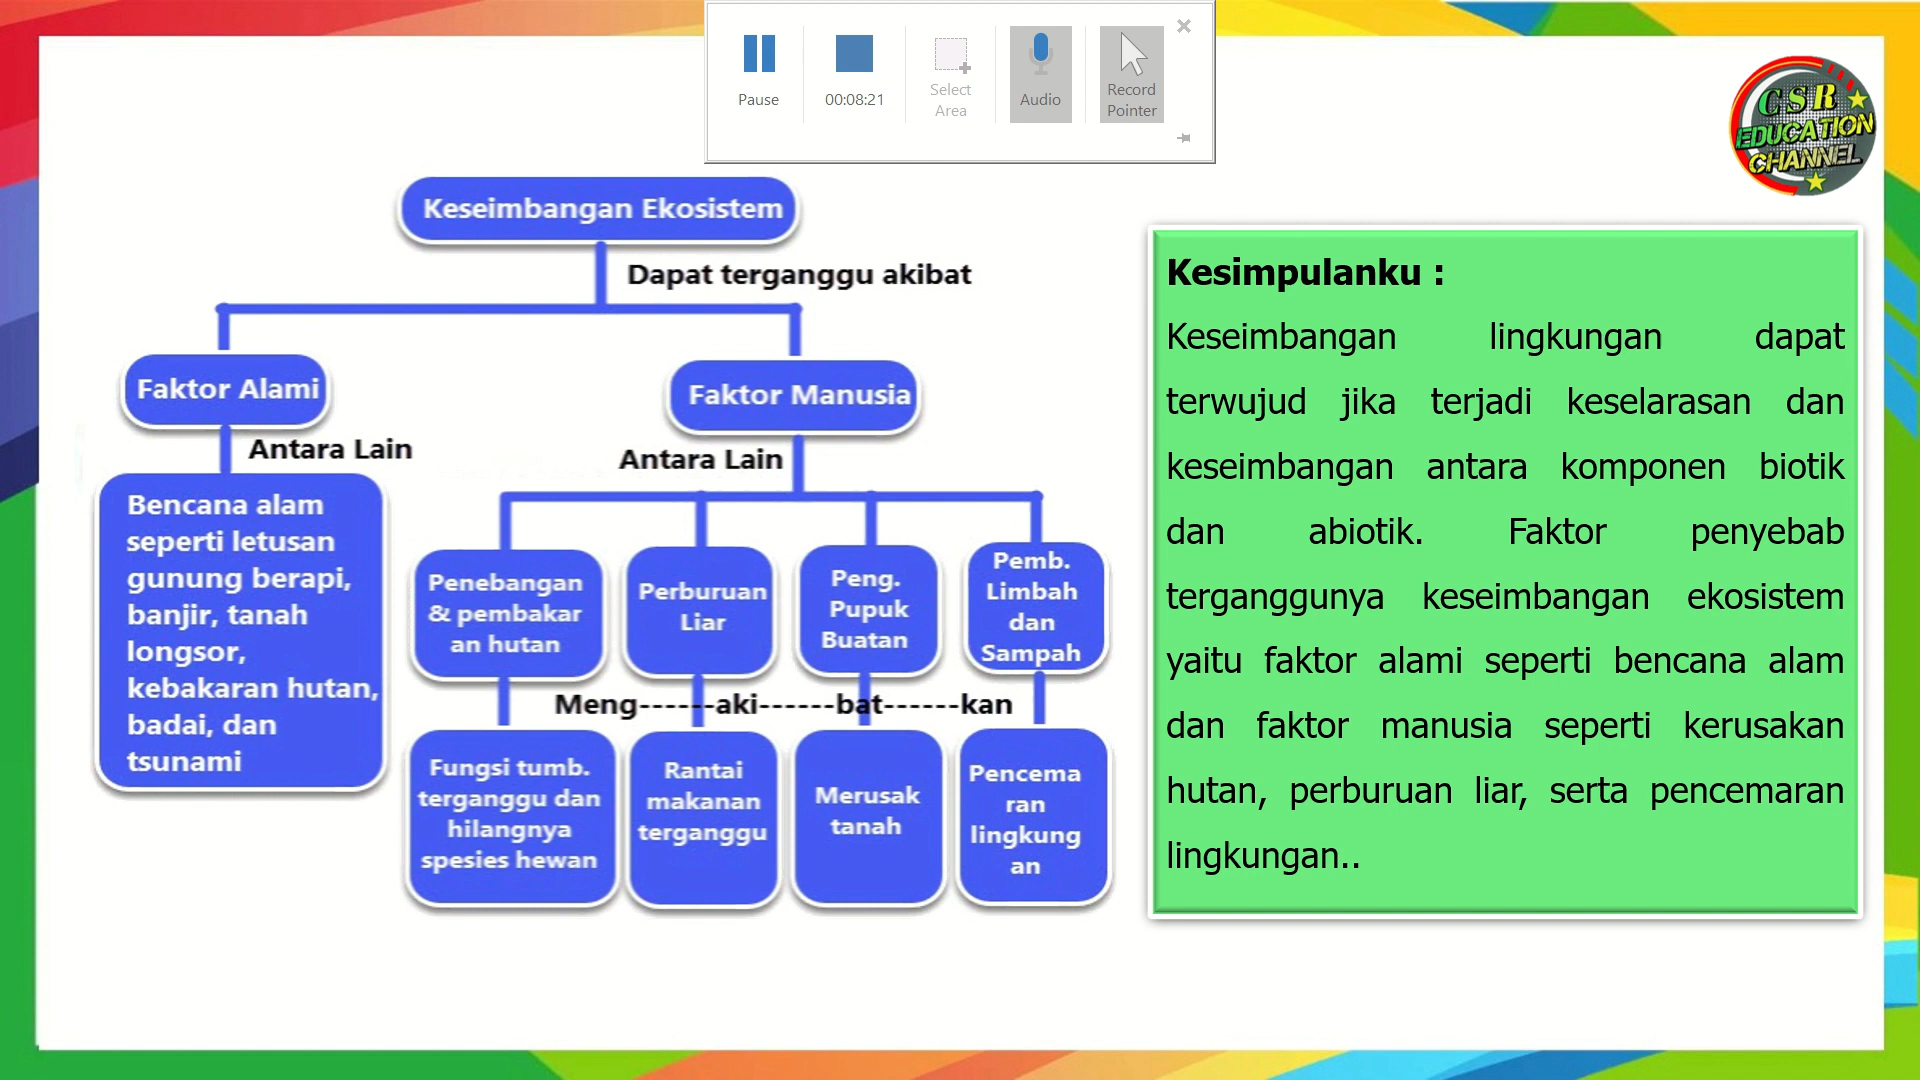 Pause
00:08:21
Select
Area
Audio
Record
Pointer
CSR
EDUCATION
CHANNEL
Keseimbangan Ekosistem
Dapat terganggu akibat
Faktor Alami
Faktor Manusia
Antara Lain
Antara Lain
Bencana alam
seperti letusan
gunung berapi,
banjir, tanah
longsor,
kebakaran hutan,
badai, dan
tsunami
Penebangan
& pembakar
an hutan
Perburuan
Liar
Peng.
Pupuk
Buatan
Pemb.
Limbah
dan
Sampah
Meng------aki------bat------kan
Fungsi tumb.
terganggu dan
hilangnya
spesies hewan
Rantai
makanan
terganggu
Merusak
tanah
Pencema
ran
lingkung
an
Kesimpulanku :
Keseimbangan lingkungan dapat
terwujud jika terjadi keselarasan dan
keseimbangan antara komponen biotik
dan abiotik. Faktor penyebab
terganggunya keseimbangan ekosistem
yaitu faktor alami seperti bencana alam
dan faktor manusia seperti kerusakan
hutan, perburuan liar, serta pencemaran
lingkungan..